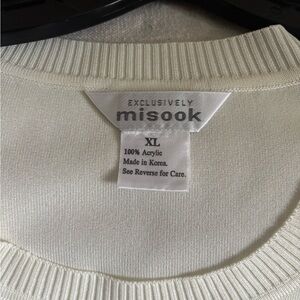 EXCLUSIVELY
misook
XL
100% Acrylic
Made in Korea.
See Reverse for Care.